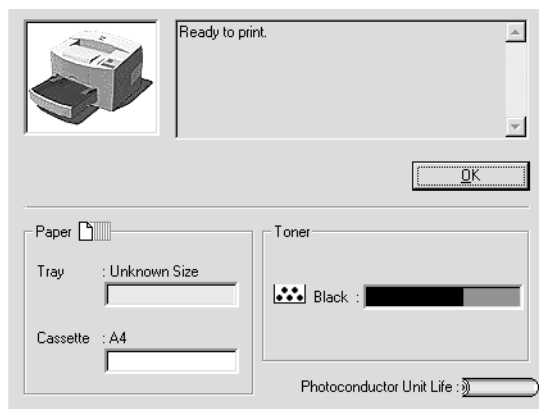 Ready to print.
OK
Paper
Tray : Unknown Size
Cassette : A4
Toner
Black :
Photoconductor Unit Life :